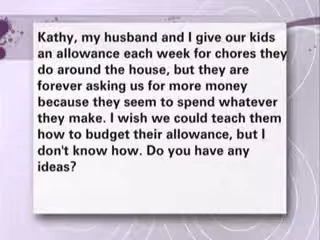 Kathy, my husband and I give our kids
an allowance each week for chores they
do around the house, but they are
forever asking us for more money
because they seem to spend whatever
they make. I wish we could teach them
how to budget their allowance, but I
don't know how. Do you have any
ideas?